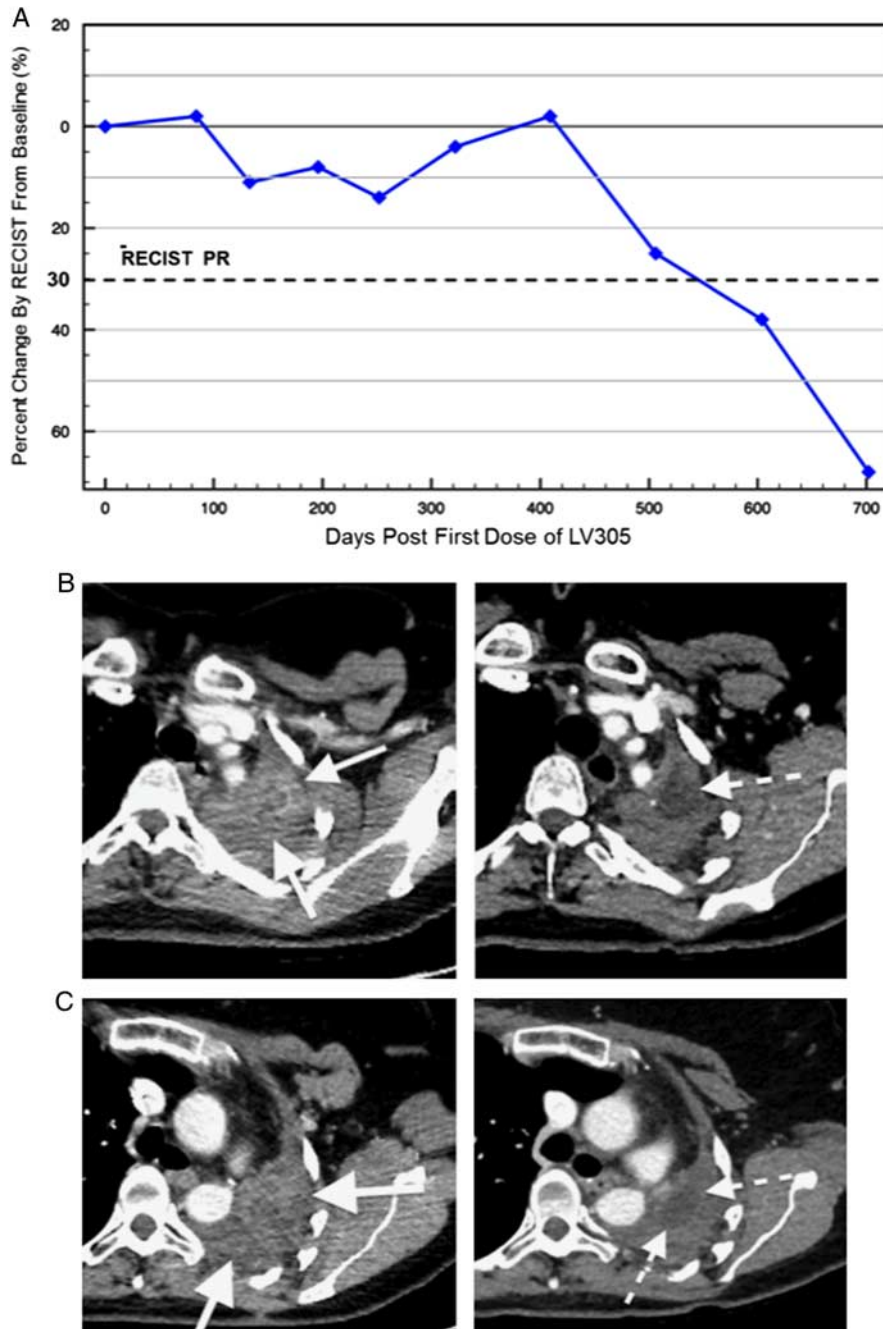 A
20
0
20
30
40
60
Percent Change By RECIST From Baseline (%)
RECIST PR
0 100 200 300 400 500 600 700
Days Post First Dose of LV305
B
C